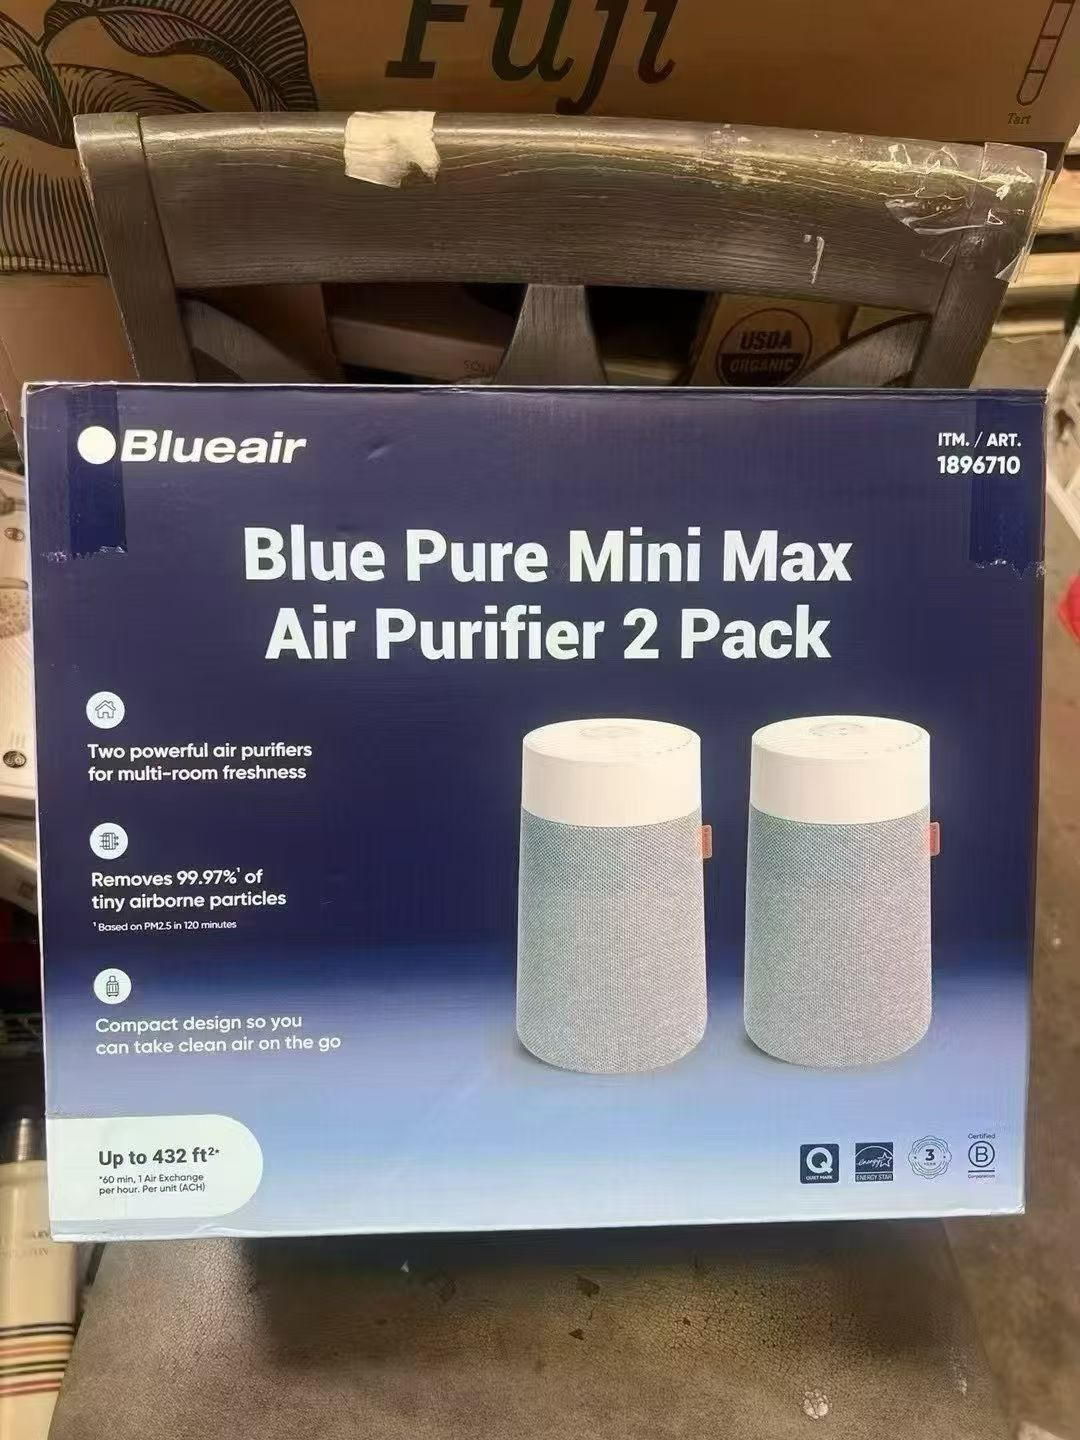 Fuji
Tart
USDA
ORGANIC
Blueair
ITM. / ART.
1896710
Blue Pure Mini Max
Air Purifier 2 Pack
Two powerful air purifiers
for multi-room freshness
Removes 99.97%¹ of
tiny airborne particles
¹ Based on PM2.5 in 120 minutes
Compact design so you
can take clean air on the go
Up to 432 ft²*
*60 min, 1 Air Exchange
per hour. Per unit (ACH)
Q
QUIET MARK
energy
ENERGY STAR
3
YEAR
Certified
B
Corporation